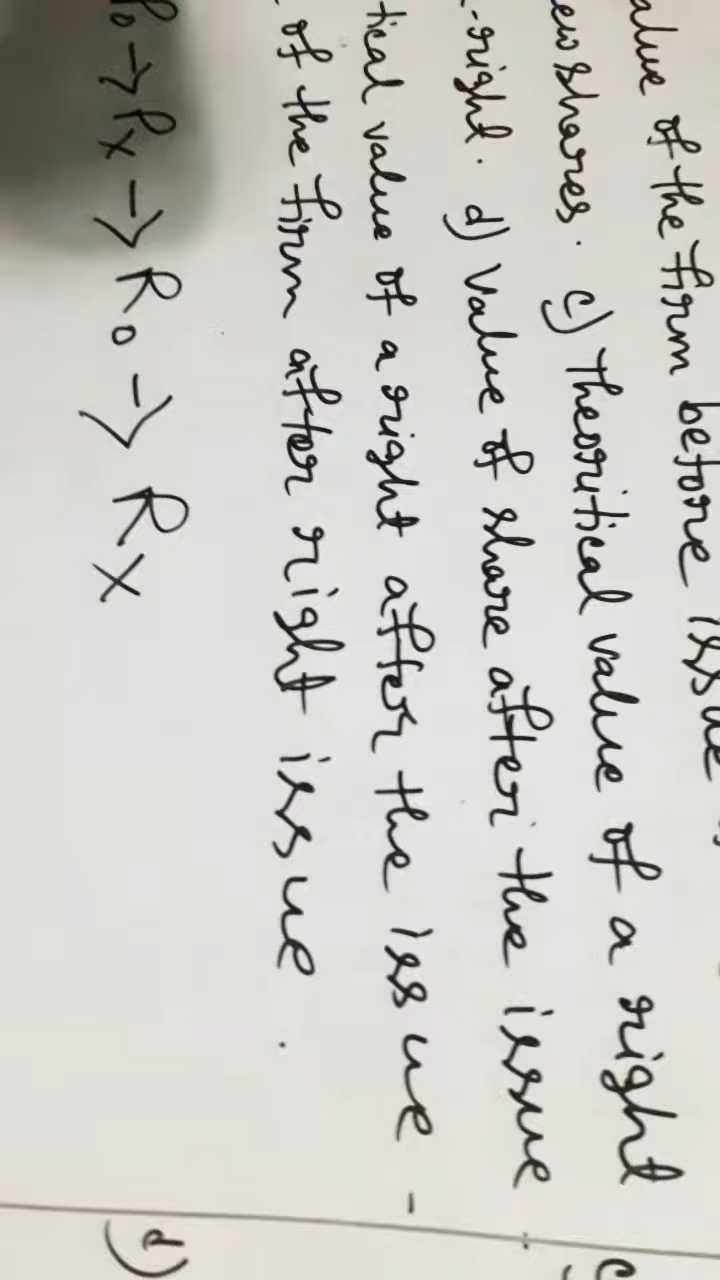 alue of the firm before issue
ew shares. c) Theoritical value of a right
-right. d) Value of share after the issue -
tical value of a right after the issue -
of the firm after right issue.
P₀ → Pₓ → R₀ → Rₓ
d)